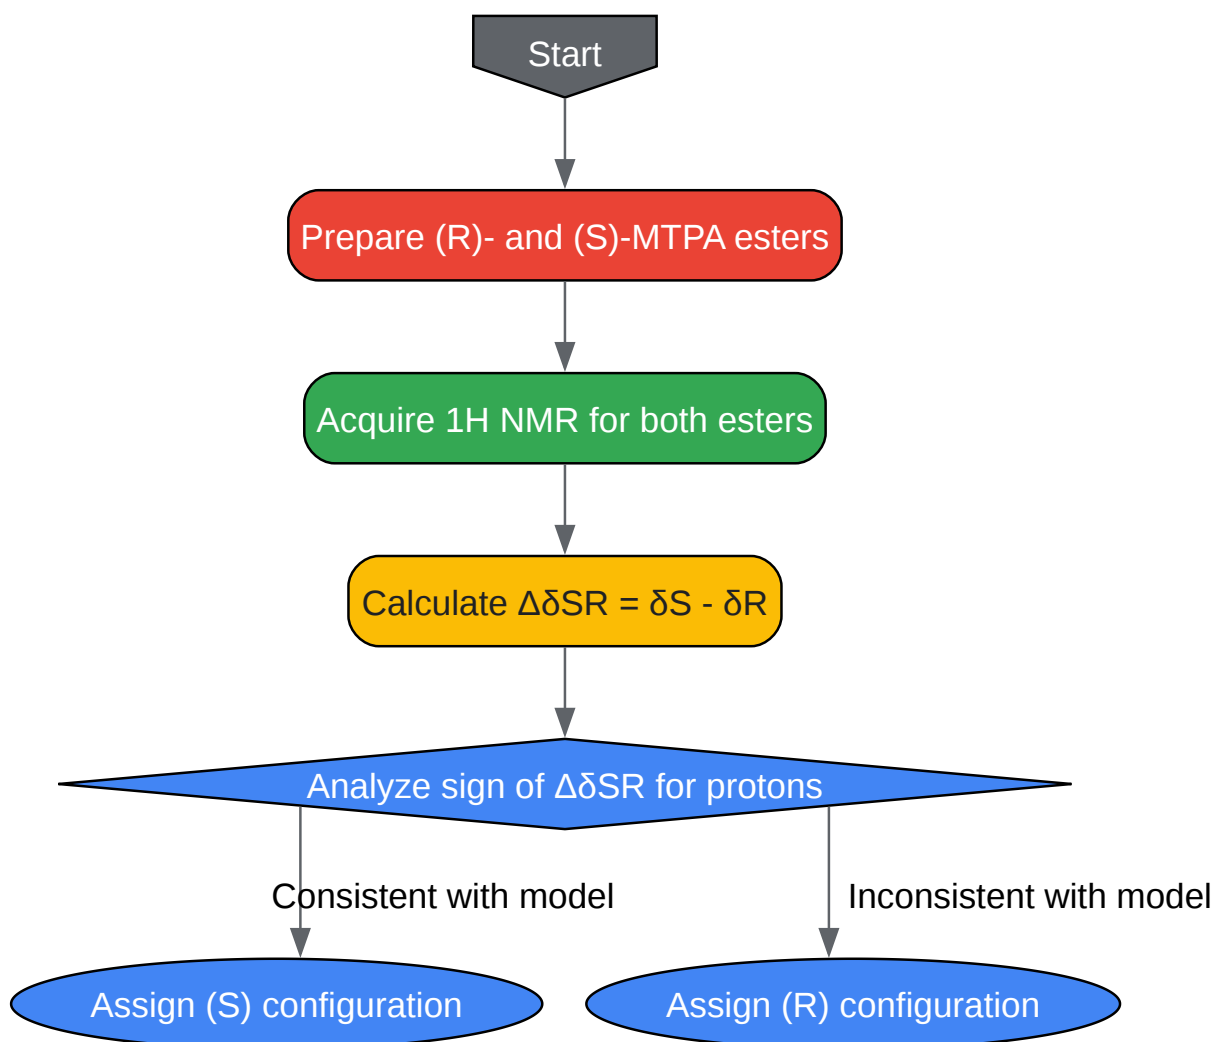 Start
Prepare (R)- and (S)-MTPA esters
Acquire 1H NMR for both esters
Calculate ΔδSR = δS - δR
Analyze sign of ΔδSR for protons
Consistent with model
Inconsistent with model
Assign (S) configuration
Assign (R) configuration